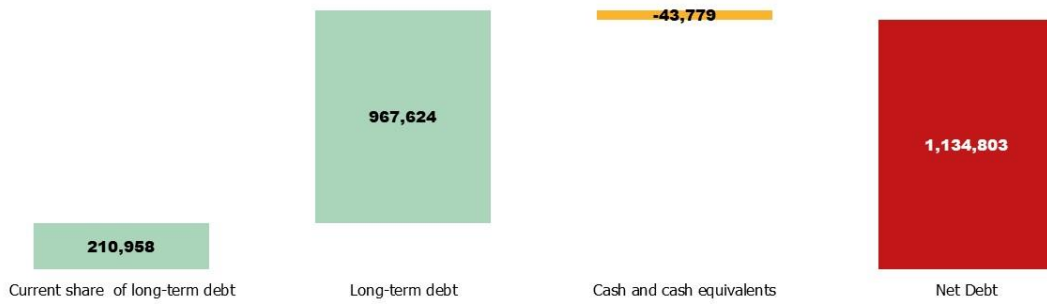 -43,779
967,624
1,134,803
210,958
Current share of long-term debt
Long-term debt
Cash and cash equivalents
Net Debt